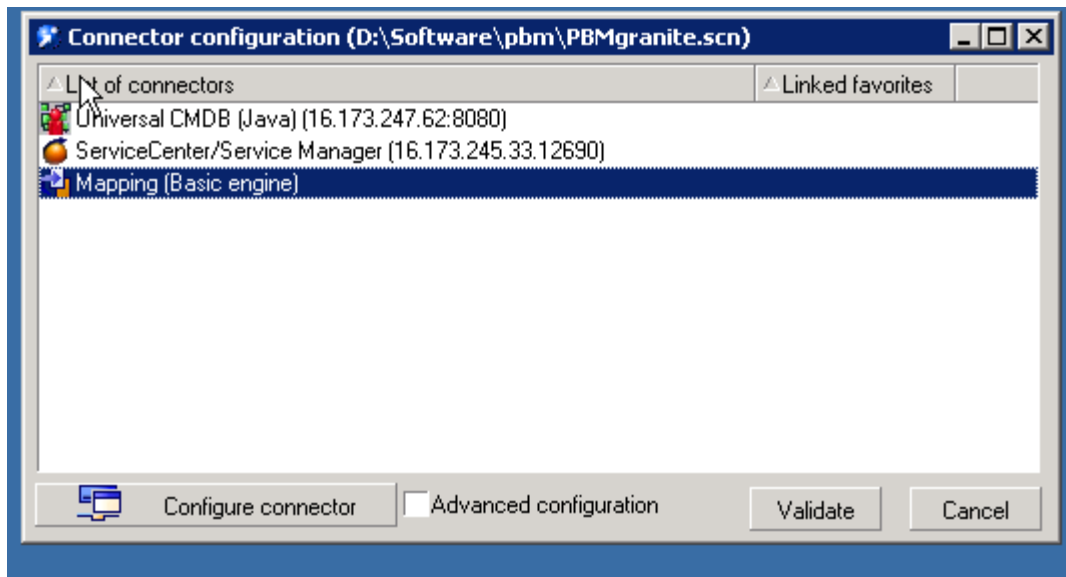 Connector configuration (D:\Software\pbm\PBMgranite.scn)
List of connectors Linked favorites
Universal CMDB (Java) (16.173.247.62:8080)
ServiceCenter/Service Manager (16.173.245.33.12690)
Mapping (Basic engine)
Configure connector Advanced configuration Validate Cancel